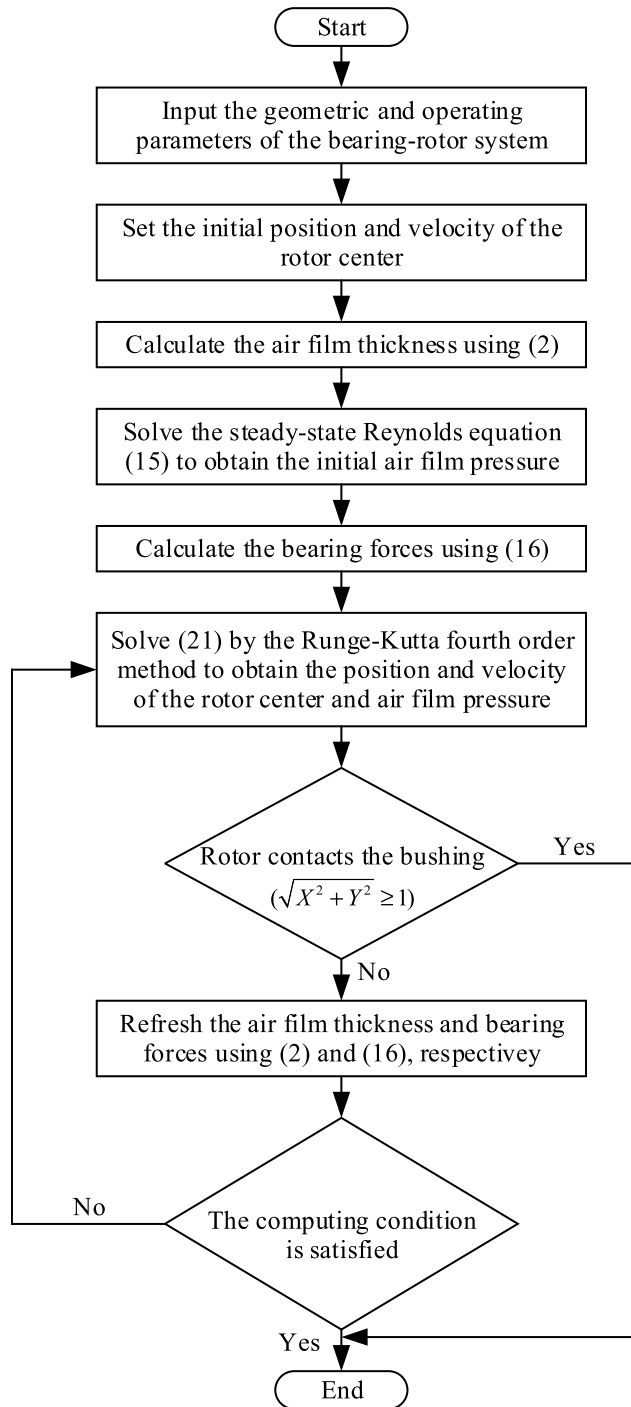 Start
Input the geometric and operating
parameters of the bearing-rotor system
Set the initial position and velocity of the
rotor center
Calculate the air film thickness using (2)
Solve the steady-state Reynolds equation
(15) to obtain the initial air film pressure
Calculate the bearing forces using (16)
Solve (21) by the Runge-Kutta fourth order
method to obtain the position and velocity
of the rotor center and air film pressure
Rotor contacts the bushing
(√X² + Y² ≥ 1)
Yes
No
Refresh the air film thickness and bearing
forces using (2) and (16), respectivey
No
The computing condition
is satisfied
Yes
End